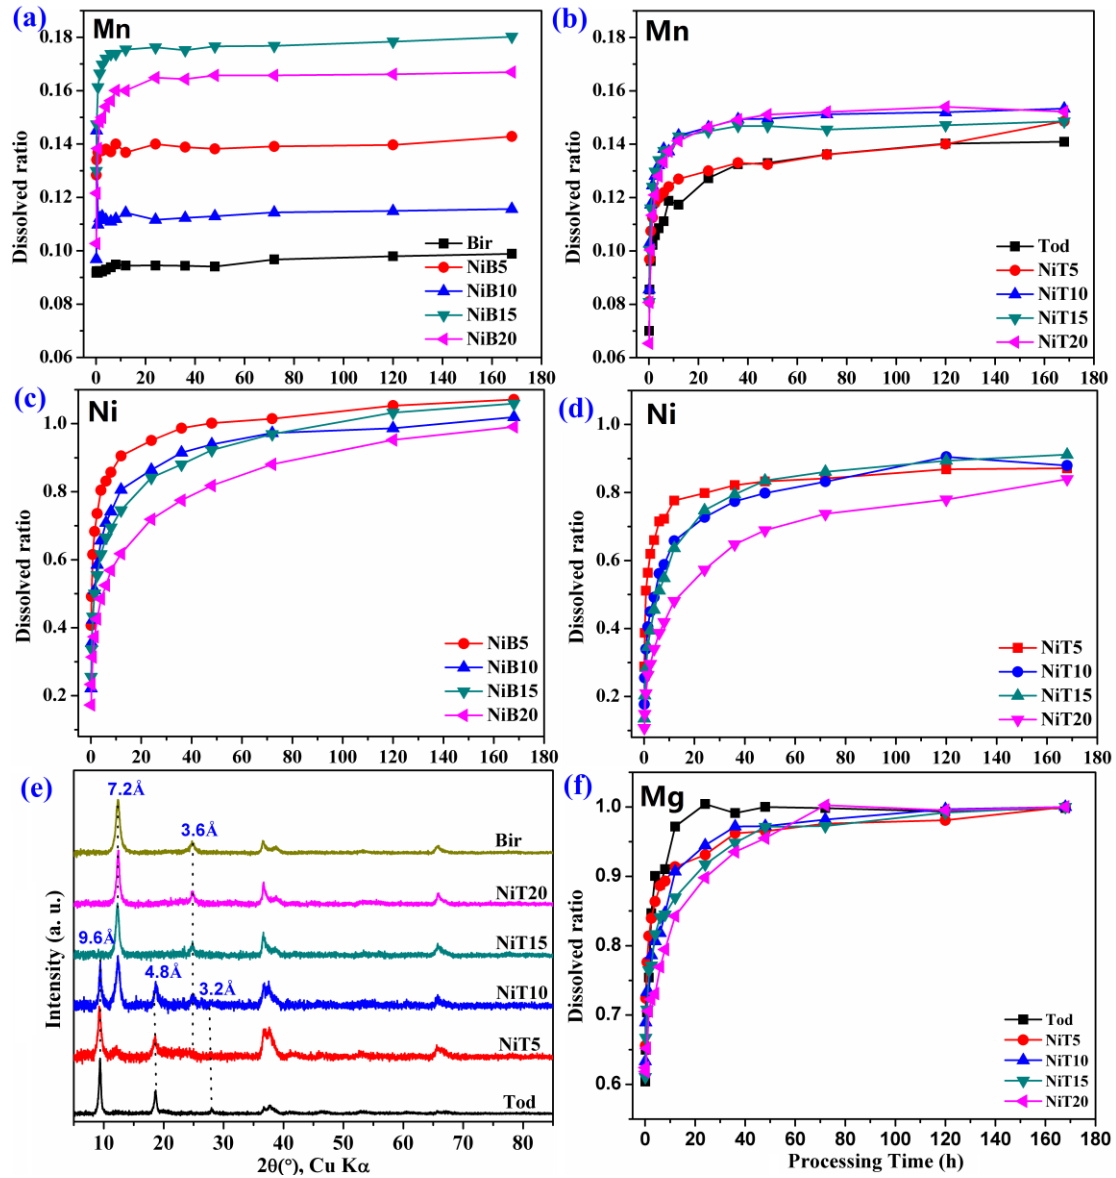 (a) Mn
0.18
0.16
0.14
0.12
0.10
0.08
0.06
Dissolved ratio
Bir
NiB5
NiB10
NiB15
NiB20
0 20 40 60 80 100 120 140 160 180
(b) Mn
0.18
0.16
0.14
0.12
0.10
0.08
0.06
Dissolved ratio
Tod
NiT5
NiT10
NiT15
NiT20
0 20 40 60 80 100 120 140 160 180
(c) Ni
1.0
0.8
0.6
0.4
0.2
Dissolved ratio
NiB5
NiB10
NiB15
NiB20
0 20 40 60 80 100 120 140 160 180
(d) Ni
1.0
0.8
0.6
0.4
0.2
Dissolved ratio
NiT5
NiT10
NiT15
NiT20
0 20 40 60 80 100 120 140 160 180
(e)
7.2Å
3.6Å
Bir
NiT20
9.6Å
NiT15
4.8Å
3.2Å
NiT10
NiT5
Tod
Intensity (a. u.)
10 20 30 40 50 60 70 80
2θ(°), Cu Kα
(f) Mg
1.0
0.9
0.8
0.7
0.6
Dissolved ratio
Tod
NiT5
NiT10
NiT15
NiT20
0 20 40 60 80 100 120 140 160 180
Processing Time (h)